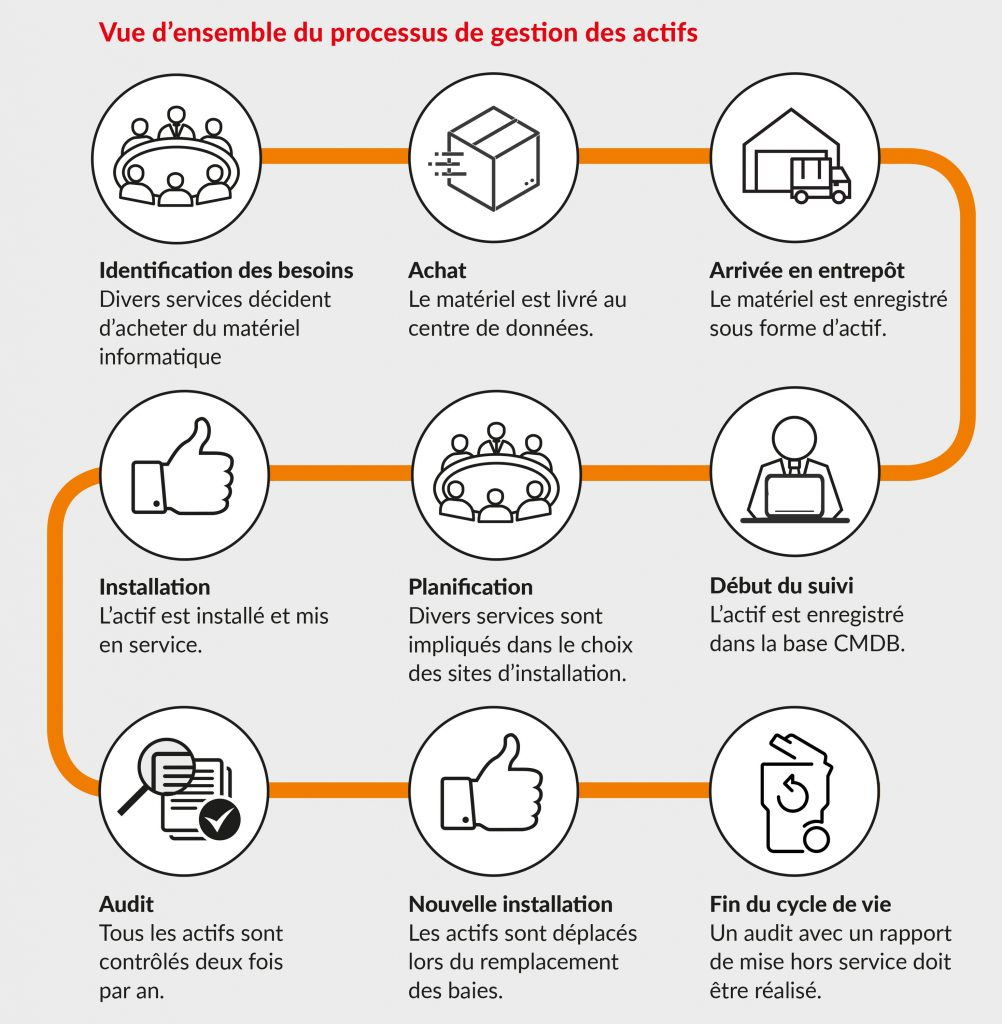 Vue d’ensemble du processus de gestion des actifs
Identification des besoins
Divers services décident
d’acheter du matériel
informatique
Achat
Le matériel est livré au
centre de données.
Arrivée en entrepôt
Le matériel est enregistré
sous forme d’actif.
Installation
L’actif est installé et mis
en service.
Planification
Divers services sont
impliqués dans le choix
des sites d’installation.
Début du suivi
L’actif est enregistré
dans la base CMDB.
Audit
Tous les actifs sont
contrôlés deux fois
par an.
Nouvelle installation
Les actifs sont déplacés
lors du remplacement
des baies.
Fin du cycle de vie
Un audit avec un rapport
de mise hors service doit
être réalisé.